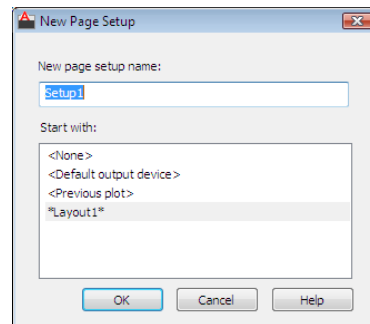 New Page Setup
New page setup name:
Setup1
Start with:
<None>
<Default output device>
<Previous plot>
*Layout1*
OK Cancel Help